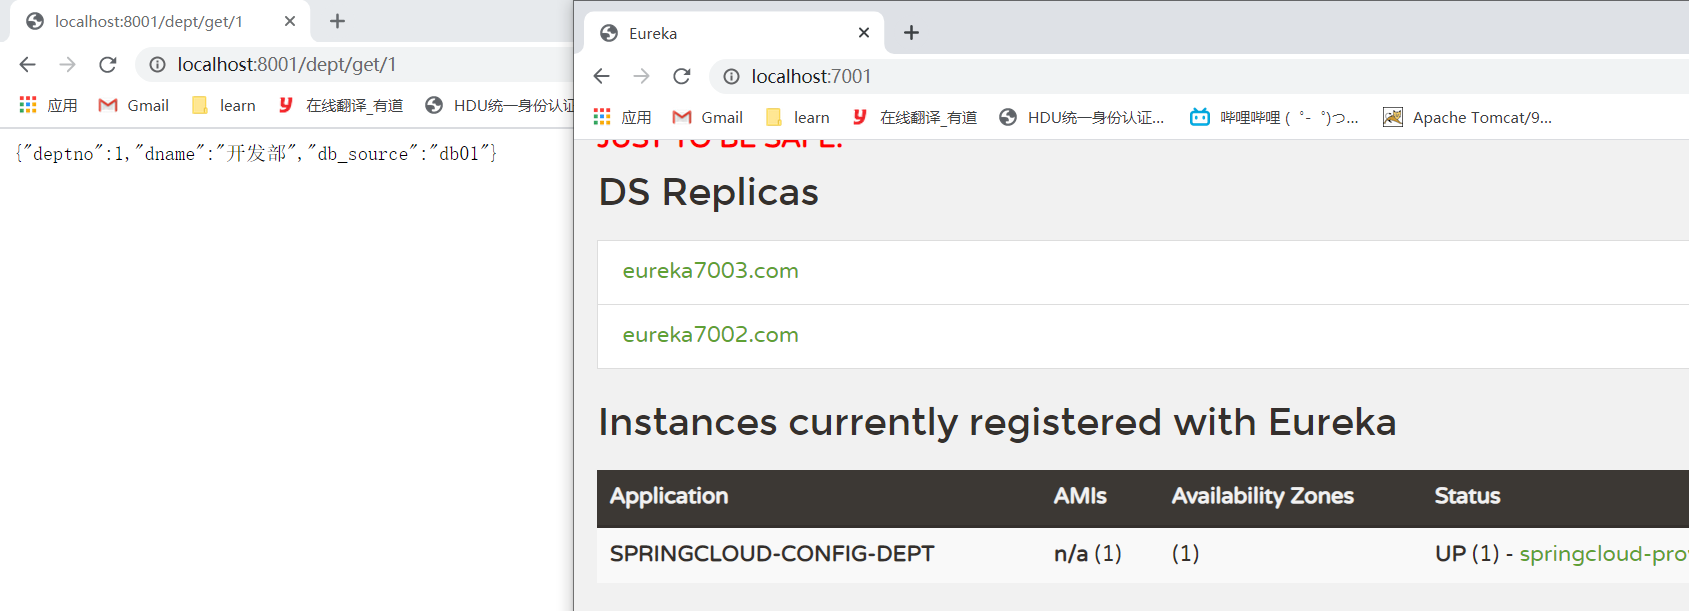 localhost:8001/dept/get/1
localhost:8001/dept/get/1
应用 Gmail learn 在线翻译_有道 HDU统一身份认证
{"deptno":1,"dname":"开发部","db_source":"db01"}
Eureka
localhost:7001
应用 Gmail learn 在线翻译_有道 HDU统一身份认证... 哔哩哔哩 ( ゜- ゜)つ... Apache Tomcat/9...
JUST TO BE SAFE.
DS Replicas
eureka7003.com
eureka7002.com
Instances currently registered with Eureka
Application AMIs Availability Zones Status
SPRINGCLOUD-CONFIG-DEPT n/a (1) (1) UP (1) - springcloud-pro